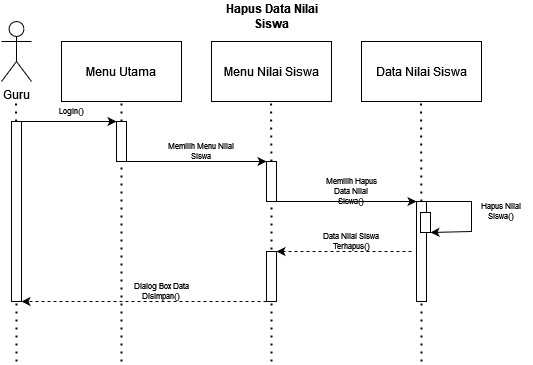 Hapus Data Nilai
Siswa
Guru
Menu Utama
Menu Nilai Siswa
Data Nilai Siswa
Login()
Memilih Menu Nilai
Siswa
Memilih Hapus
Data Nilai
Siswa()
Hapus Nilai
Siswa()
Data Nilai Siswa
Terhapus()
Dialog Box Data
Disimpan()